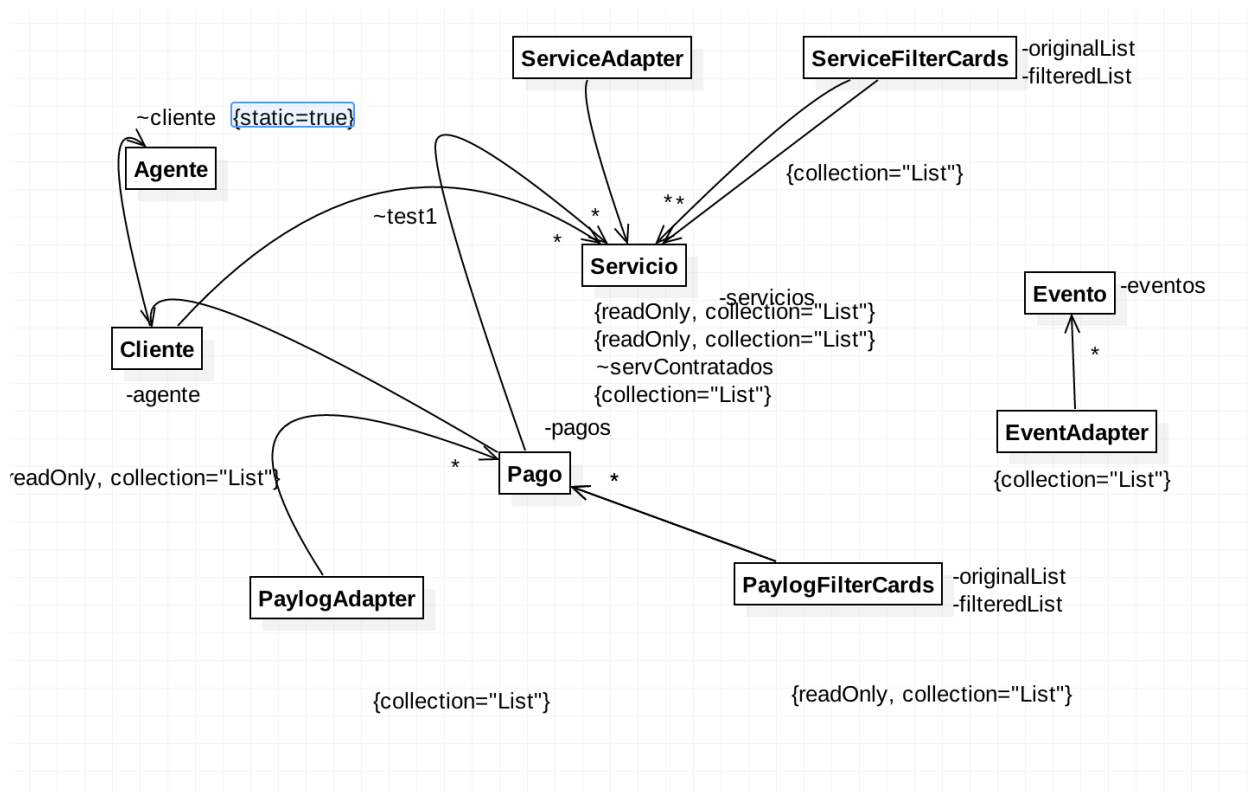 ServiceAdapter
ServiceFilterCards
-originalList
-filteredList
~cliente {static=true}
Agente
{collection="List"}
* *
~test1
*
*
Servicio
-servicios
{readOnly, collection="List"}
{readOnly, collection="List"}
~servContratados
{collection="List"}
Evento
-eventos
*
Cliente
-agente
EventAdapter
{collection="List"}
-pagos
*
Pago
*
readOnly, collection="List"}
PaylogAdapter
PaylogFilterCards
-originalList
-filteredList
{collection="List"}
{readOnly, collection="List"}